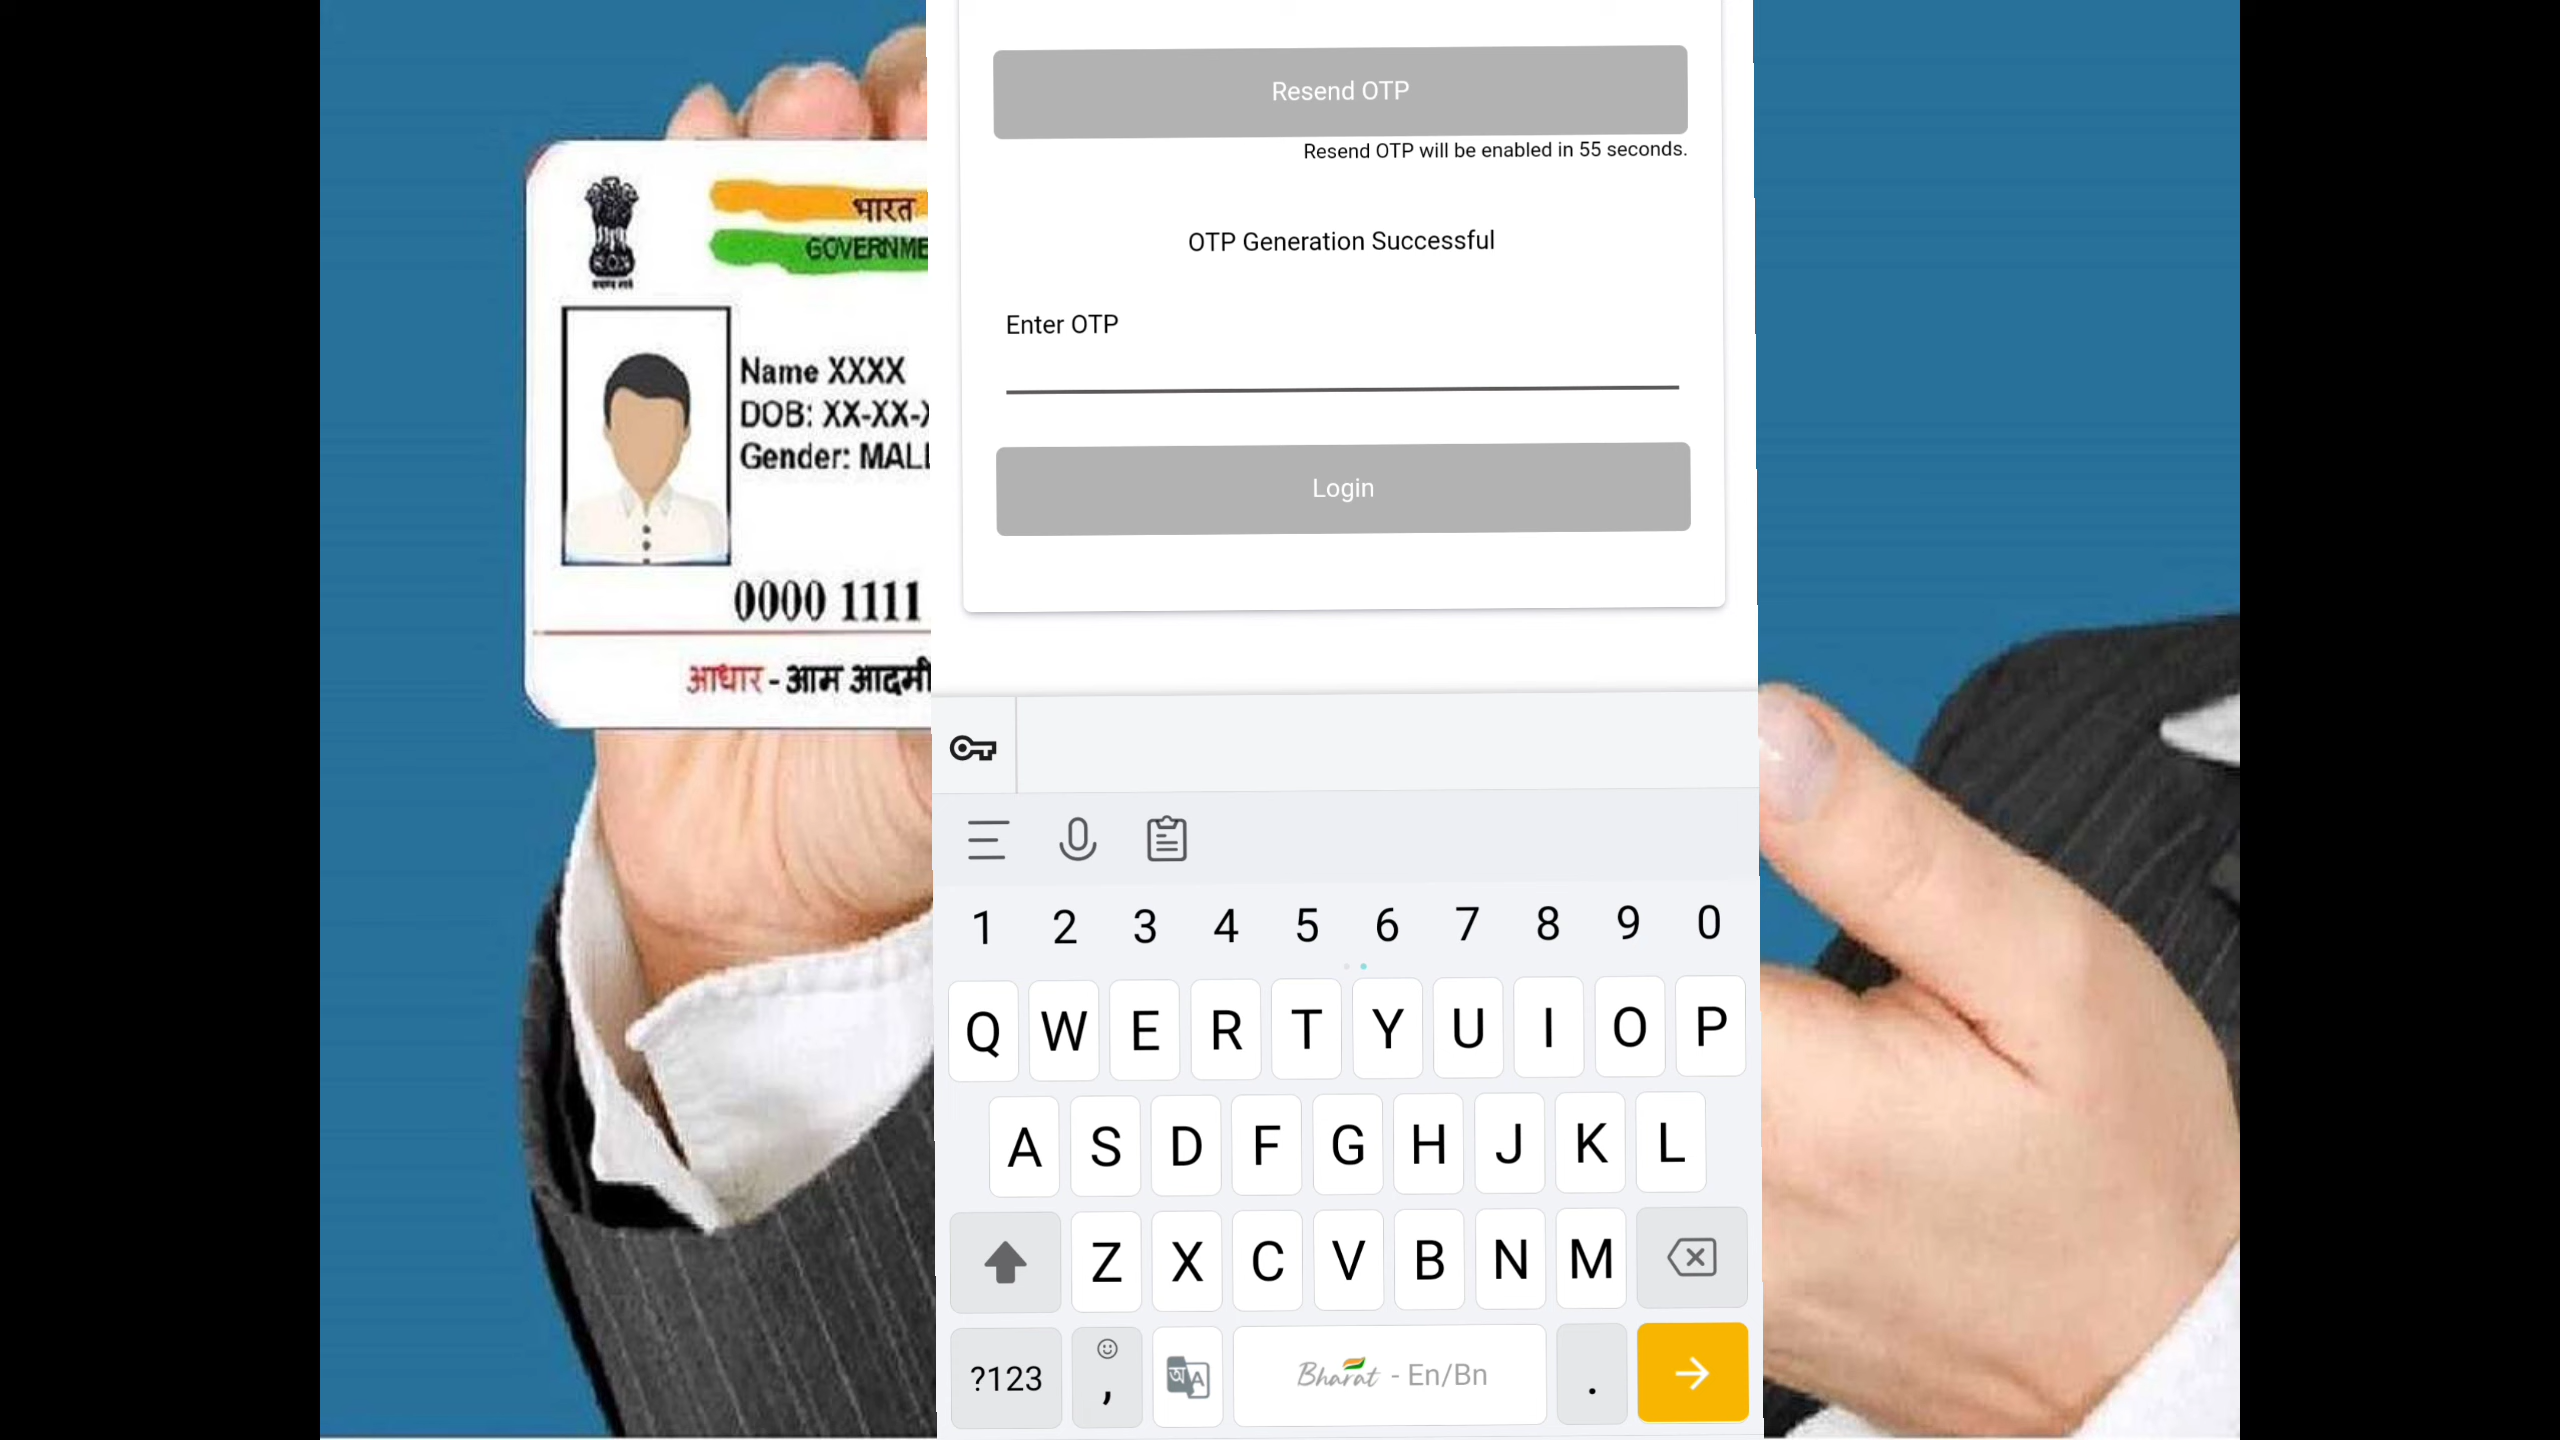 भारत
GOVERNME
Name XXXX
DOB: XX-XX-X
Gender: MALE
0000 1111
आधार - आम आदमी
Resend OTP
Resend OTP will be enabled in 55 seconds.
OTP Generation Successful
Enter OTP
Login
1 2 3 4 5 6 7 8 9 0
Q W E R T Y U I O P
A S D F G H J K L
Z X C V B N M
?123 , অ A Bharat - En/Bn .